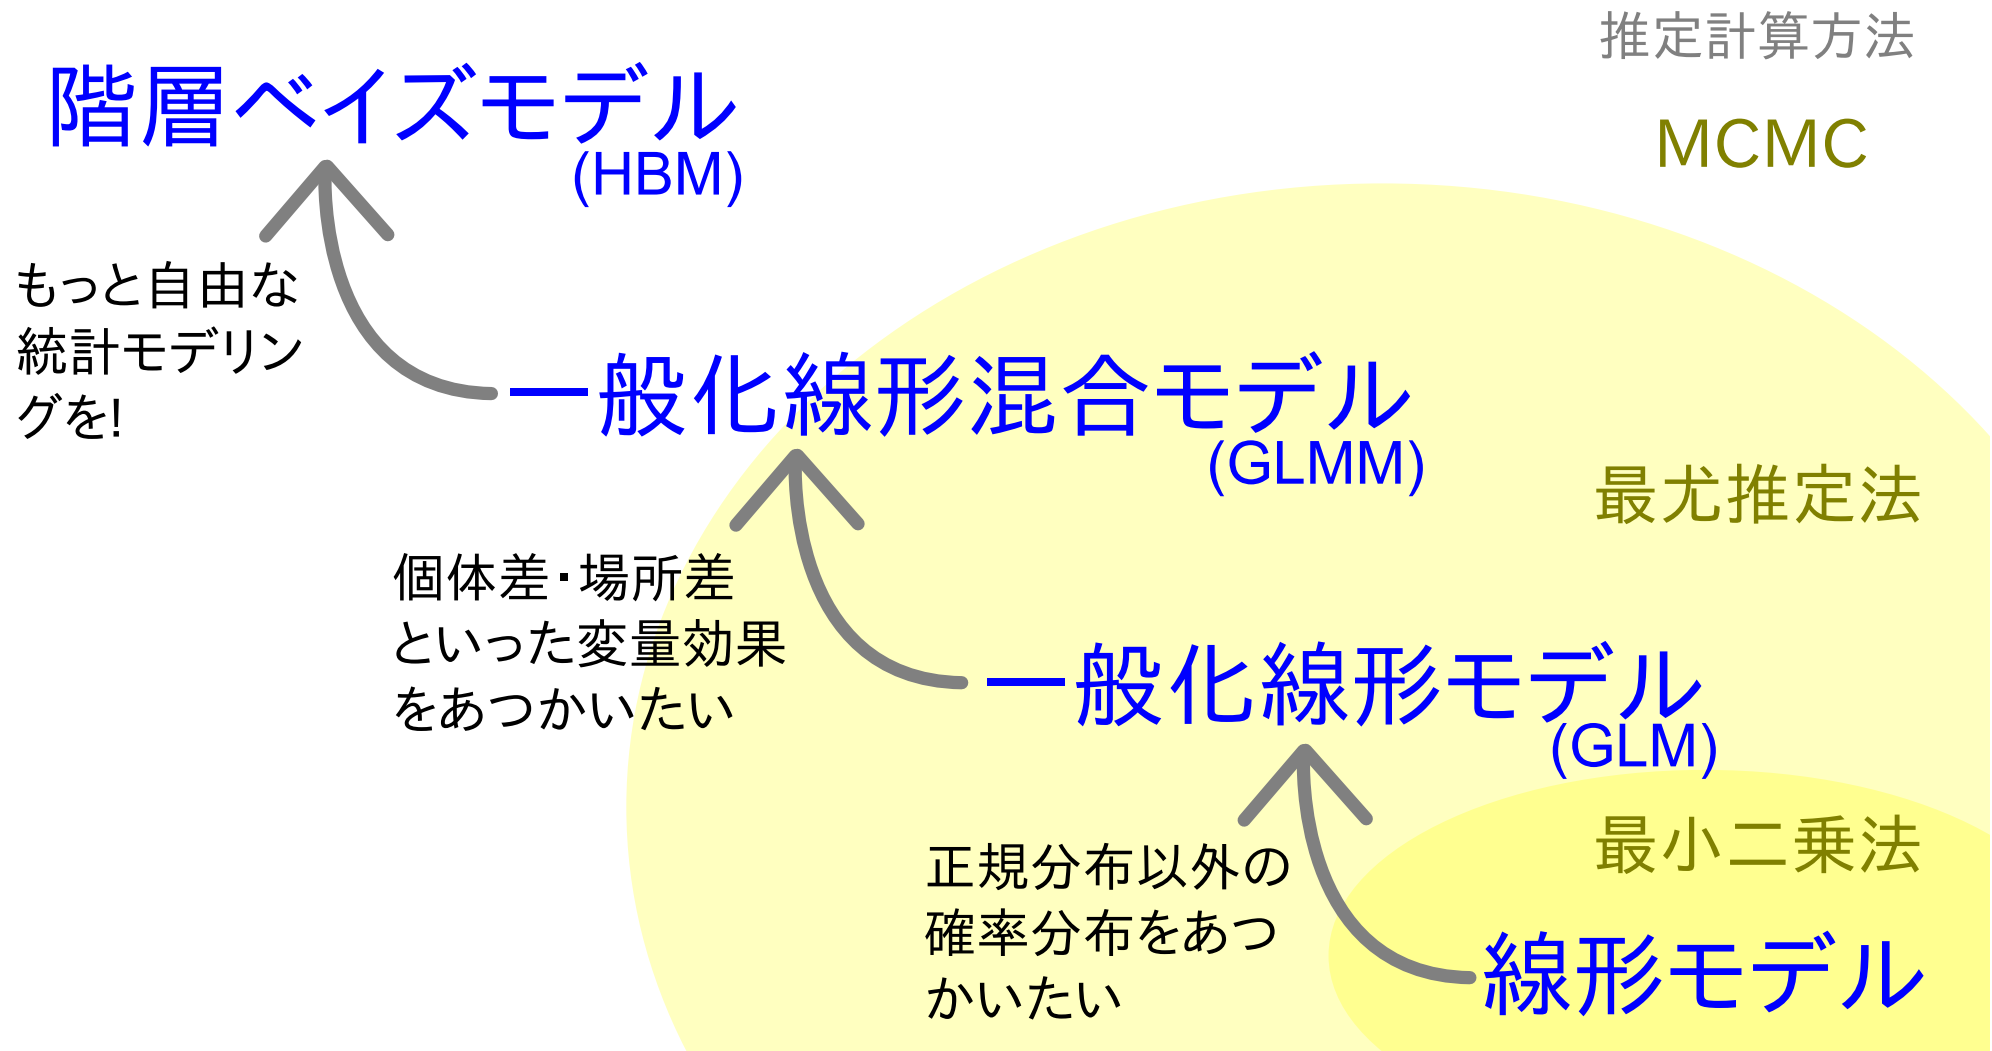 推定計算方法
階層ベイズモデル
(HBM)
MCMC
もっと自由な
統計モデリン
グを!
一般化線形混合モデル
(GLMM)
最尤推定法
個体差・場所差
といった変量効果
をあつかいたい
一般化線形モデル
(GLM)
正規分布以外の
確率分布をあつ
かいたい
最小二乗法
線形モデル